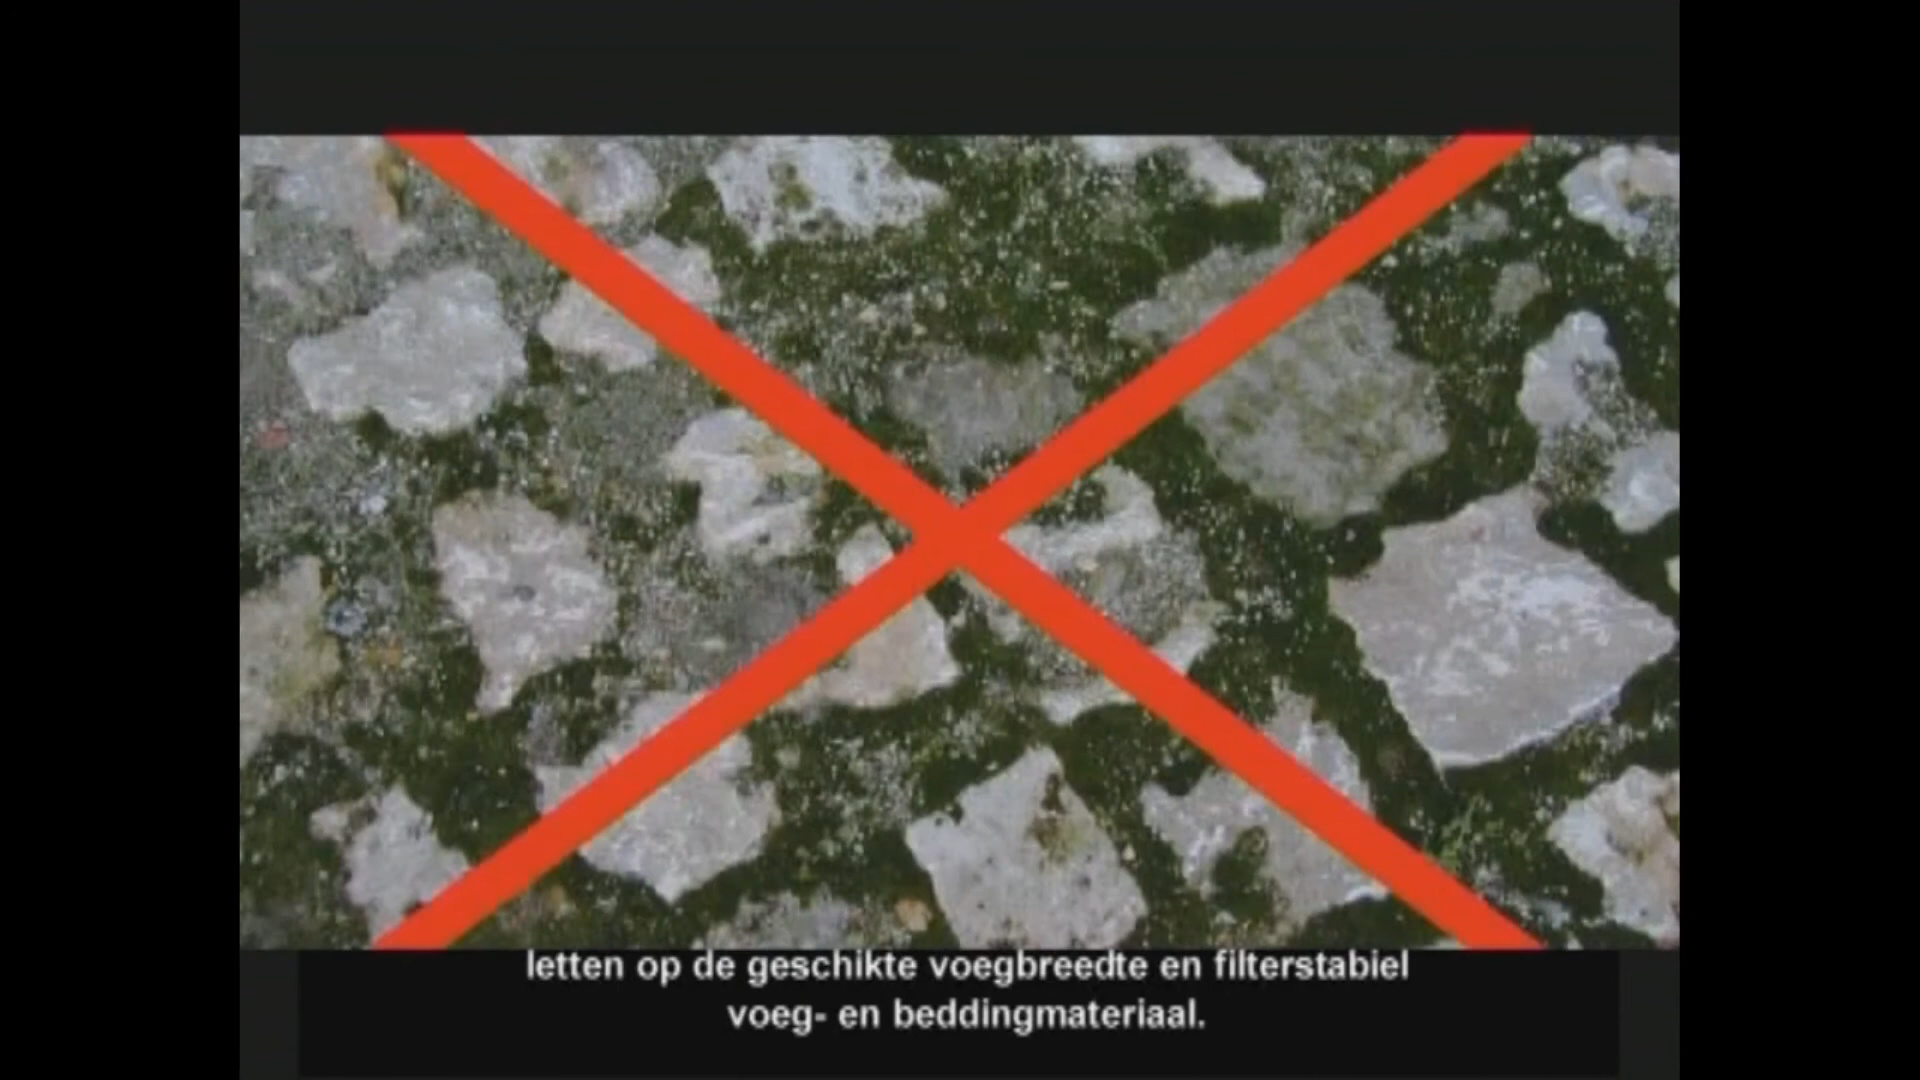 letten op de geschikte voegbreedte en filterstabiel
voeg- en beddingmateriaal.